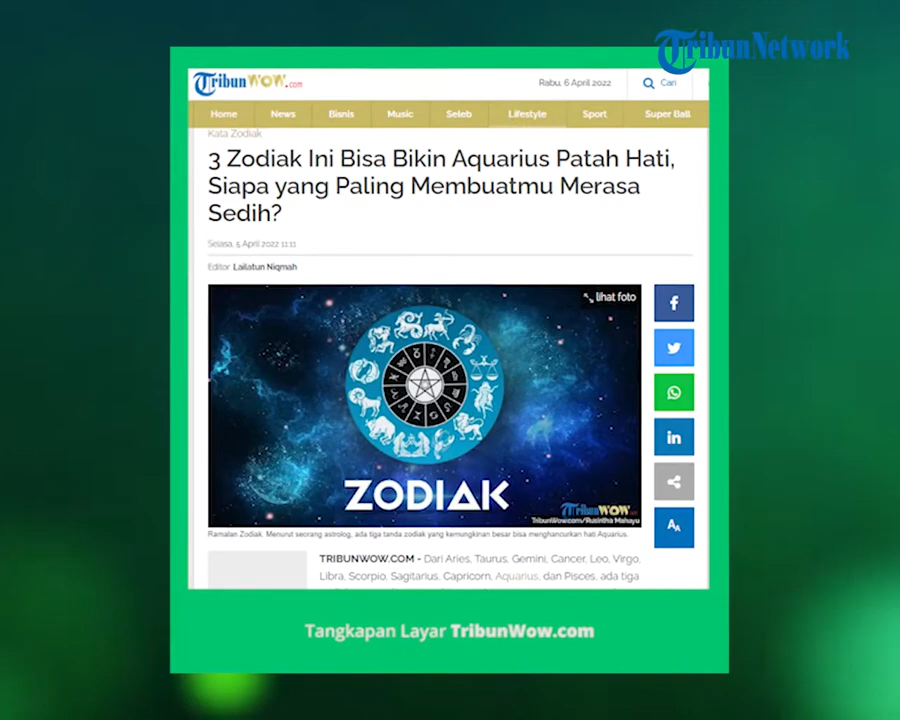 TribunNetwork
TribunWOW.com
Rabu, 6 April 2022
Cari
Home News Bisnis Music Seleb Lifestyle Sport Super Ball
Kata Zodiak
3 Zodiak Ini Bisa Bikin Aquarius Patah Hati,
Siapa yang Paling Membuatmu Merasa
Sedih?
Selasa, 5 April 2022 11:11
Editor: Lailatun Niqmah
lihat foto
ZODIAK
TribunWOW
TribunWow.com/Rusintha Mahayu
Ramalan Zodiak. Menurut seorang astrolog, ada tiga tanda zodiak yang kemungkinan besar bisa menghancurkan hati Aquarius.
TRIBUNWOW.COM - Dari Aries, Taurus, Gemini, Cancer, Leo, Virgo,
Libra, Scorpio, Sagitarius, Capricorn, Aquarius, dan Pisces, ada tiga
Tangkapan Layar TribunWow.com